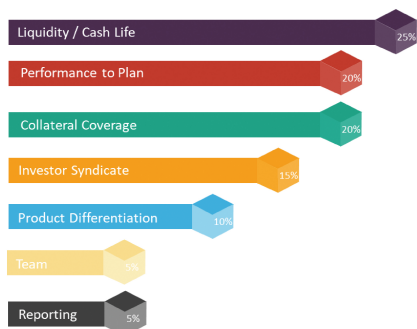 Liquidity / Cash Life 25%
Performance to Plan 20%
Collateral Coverage 20%
Investor Syndicate 15%
Product Differentiation 10%
Team 5%
Reporting 5%